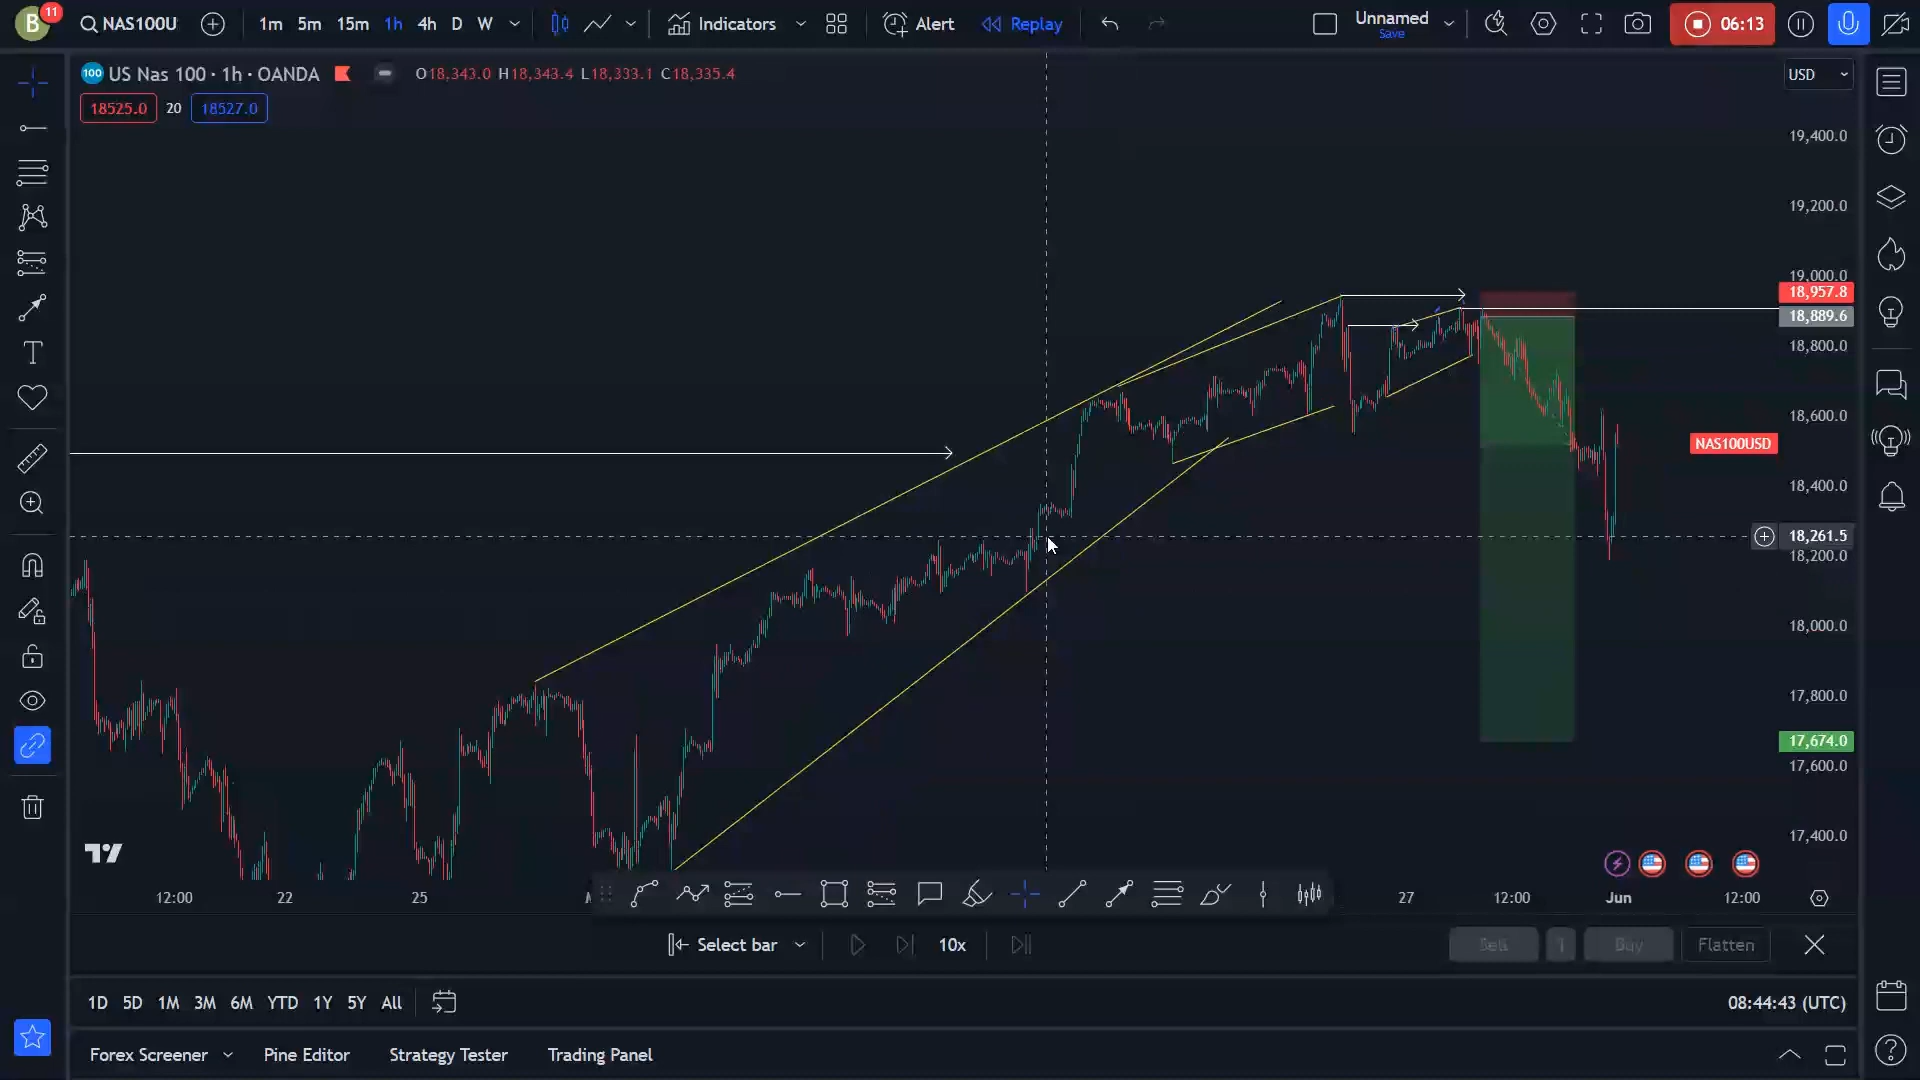 B
11
NAS100U
1m 5m 15m 1h 4h D W
Indicators
Alert
Replay
Unnamed
Save
06:13
100 US Nas 100 · 1h · OANDA
O18,343.0 H18,343.4 L18,333.1 C18,335.4
USD
18525.0 20 18527.0
19,400.0
19,200.0
19,000.0
18,957.8
18,889.6
18,800.0
18,600.0
NAS100USD
18,400.0
18,261.5
18,200.0
18,000.0
17,800.0
17,674.0
17,600.0
17,400.0
12:00 22 25 27 12:00 Jun 12:00
Select bar
10x
Sell 1 Buy Flatten
1D 5D 1M 3M 6M YTD 1Y 5Y All
08:44:43 (UTC)
Forex Screener Pine Editor Strategy Tester Trading Panel